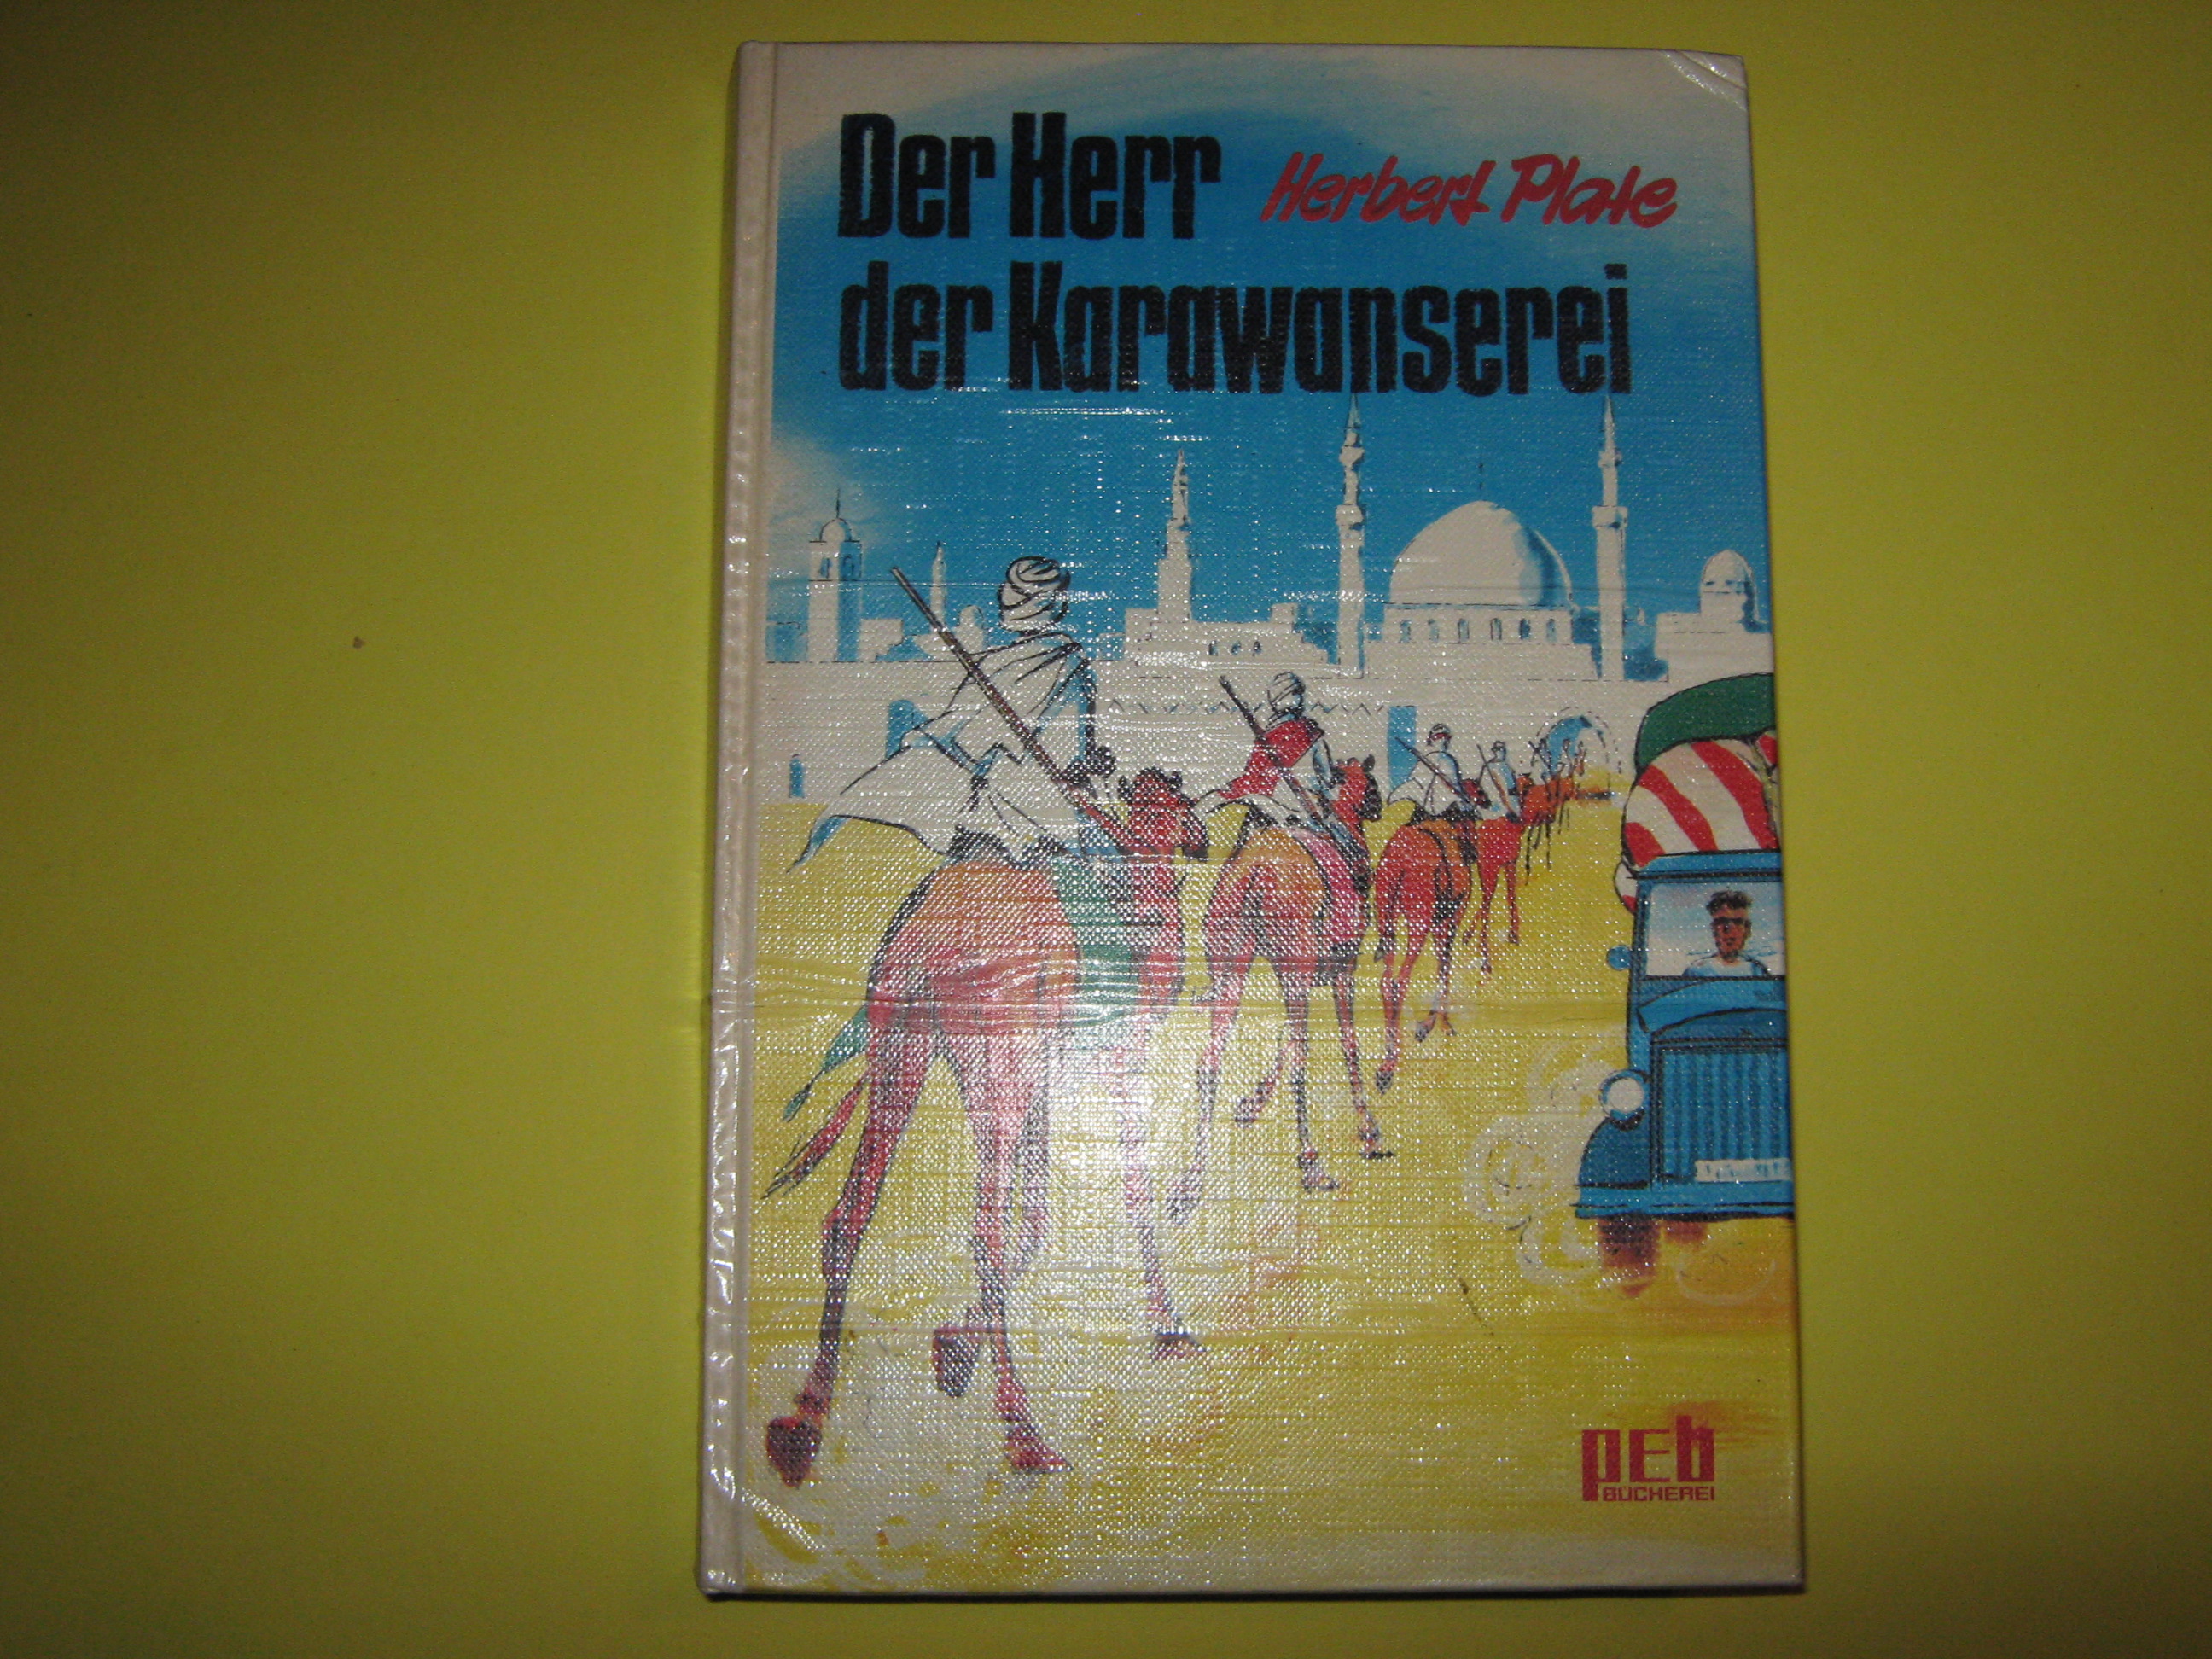 Der Herr
Herbert Plate
der Karawanserei
PEB
BÜCHEREI